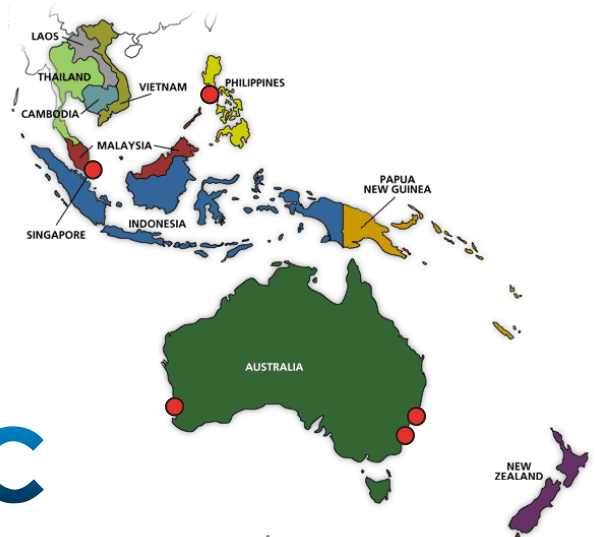 LAOS
THAILAND
VIETNAM
PHILIPPINES
CAMBODIA
MALAYSIA
SINGAPORE
INDONESIA
PAPUA
NEW GUINEA
AUSTRALIA
NEW
ZEALAND
C